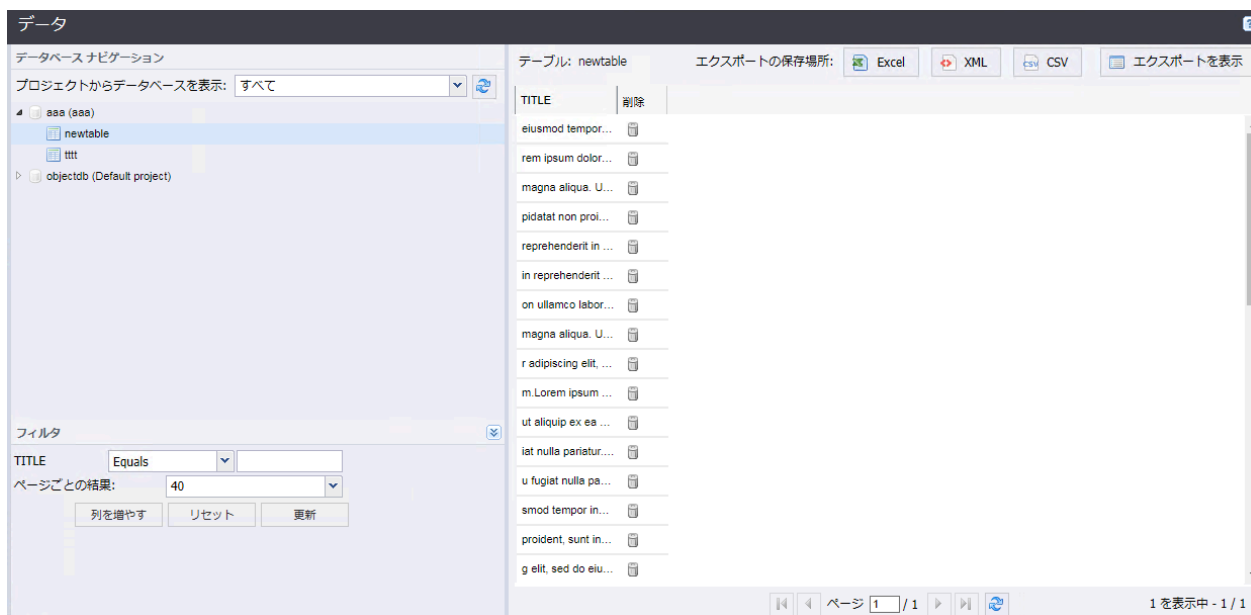 データ
データベース ナビゲーション
プロジェクトからデータベースを表示: すべて
aaa (aaa)
newtable
tttt
objectdb (Default project)
フィルタ
TITLE Equals
ページごとの結果: 40
列を増やす リセット 更新
テーブル: newtable エクスポートの保存場所: Excel XML CSV エクスポートを表示
TITLE 削除
eiusmod tempor...
rem ipsum dolor...
magna aliqua. U...
pidatat non proi...
reprehenderit in ...
in reprehenderit ...
on ullamco labor...
magna aliqua. U...
r adipiscing elit, ...
m.Lorem ipsum ...
ut aliquip ex ea ...
iat nulla pariatur....
u fugiat nulla pa...
smod tempor in...
proident, sunt in...
g elit, sed do eiu...
ページ 1 / 1 1 を表示中 - 1 / 1